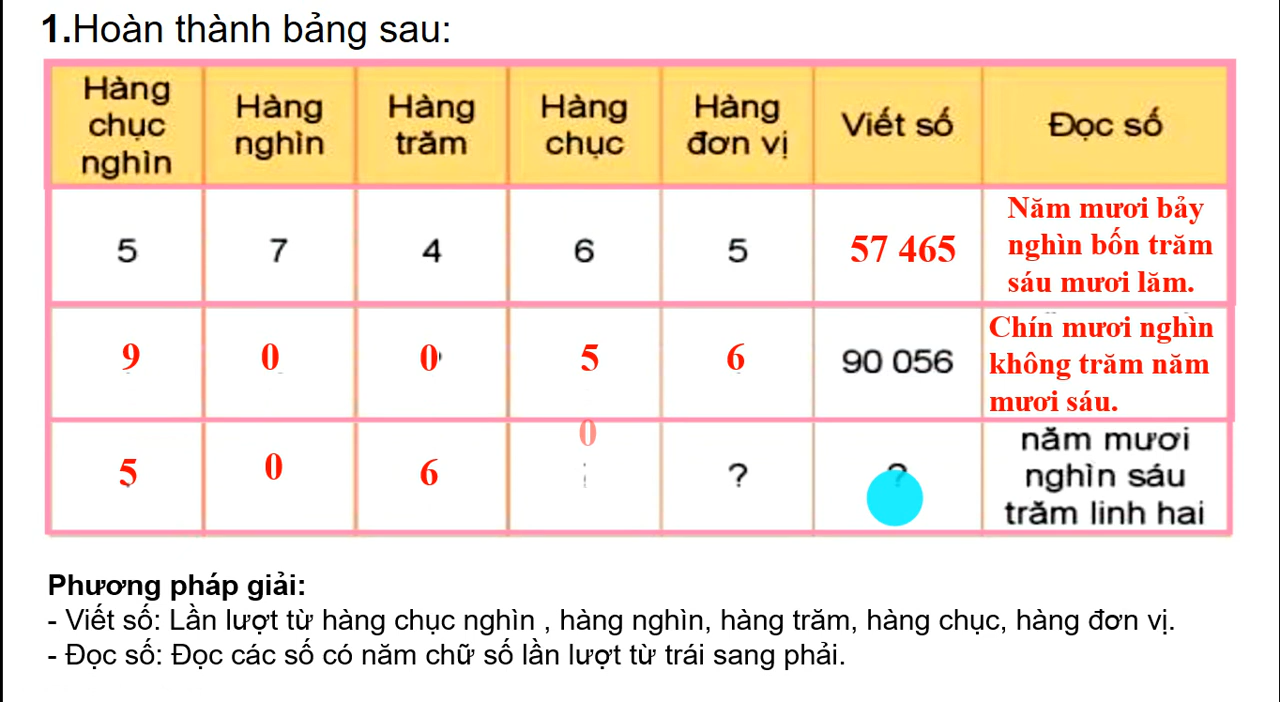 1.Hoàn thành bảng sau:
Hàng chục nghìn
Hàng nghìn
Hàng trăm
Hàng chục
Hàng đơn vị
Viết số
Đọc số
5
7
4
6
5
57 465
Năm mươi bảy
nghìn bốn trăm
sáu mươi lăm.
9
0
0
5
6
90 056
Chín mươi nghìn
không trăm năm
mươi sáu.
5
0
6
0
?
?
năm mươi
nghìn sáu
trăm linh hai
Phương pháp giải:
- Viết số: Lần lượt từ hàng chục nghìn , hàng nghìn, hàng trăm, hàng chục, hàng đơn vị.
- Đọc số: Đọc các số có năm chữ số lần lượt từ trái sang phải.